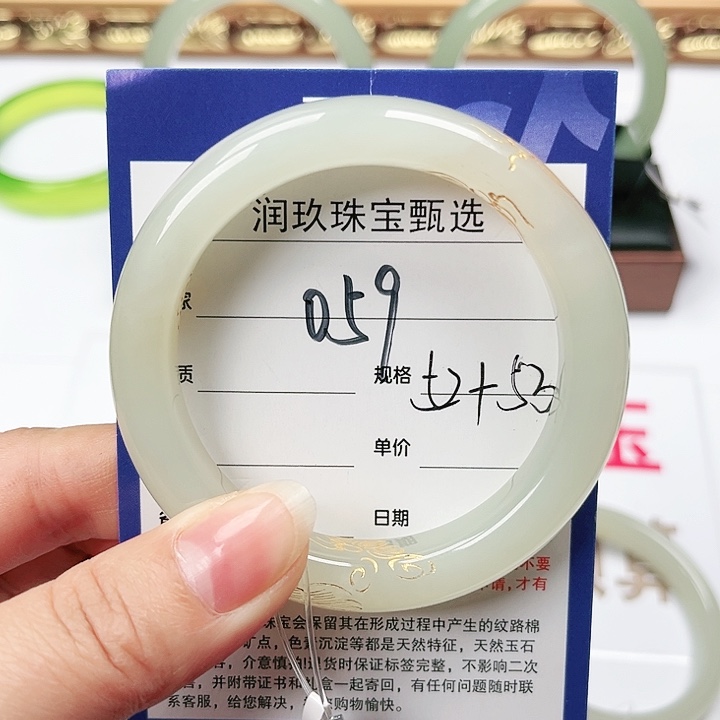 润玖珠宝甄选
059
质
规格
单价
日期
不要
请,才有
珠宝会保留其在形成过程中产生的纹路棉
矿点，色素沉淀等都是天然特征，天然玉石
介意慎拍退货时保证标签完整，不影响二次
并附带证书和礼盒一起寄回，有任何问题随时联
系客服，给您解决，祝您购物愉快。